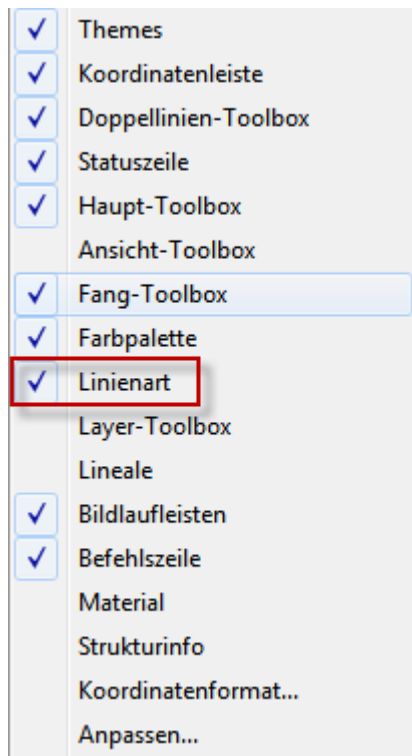 Themes
Koordinatenleiste
Doppellinien-Toolbox
Statuszeile
Haupt-Toolbox
Ansicht-Toolbox
Fang-Toolbox
Farbpalette
Linienart
Layer-Toolbox
Lineale
Bildlaufleisten
Befehlszeile
Material
Strukturinfo
Koordinatenformat...
Anpassen...